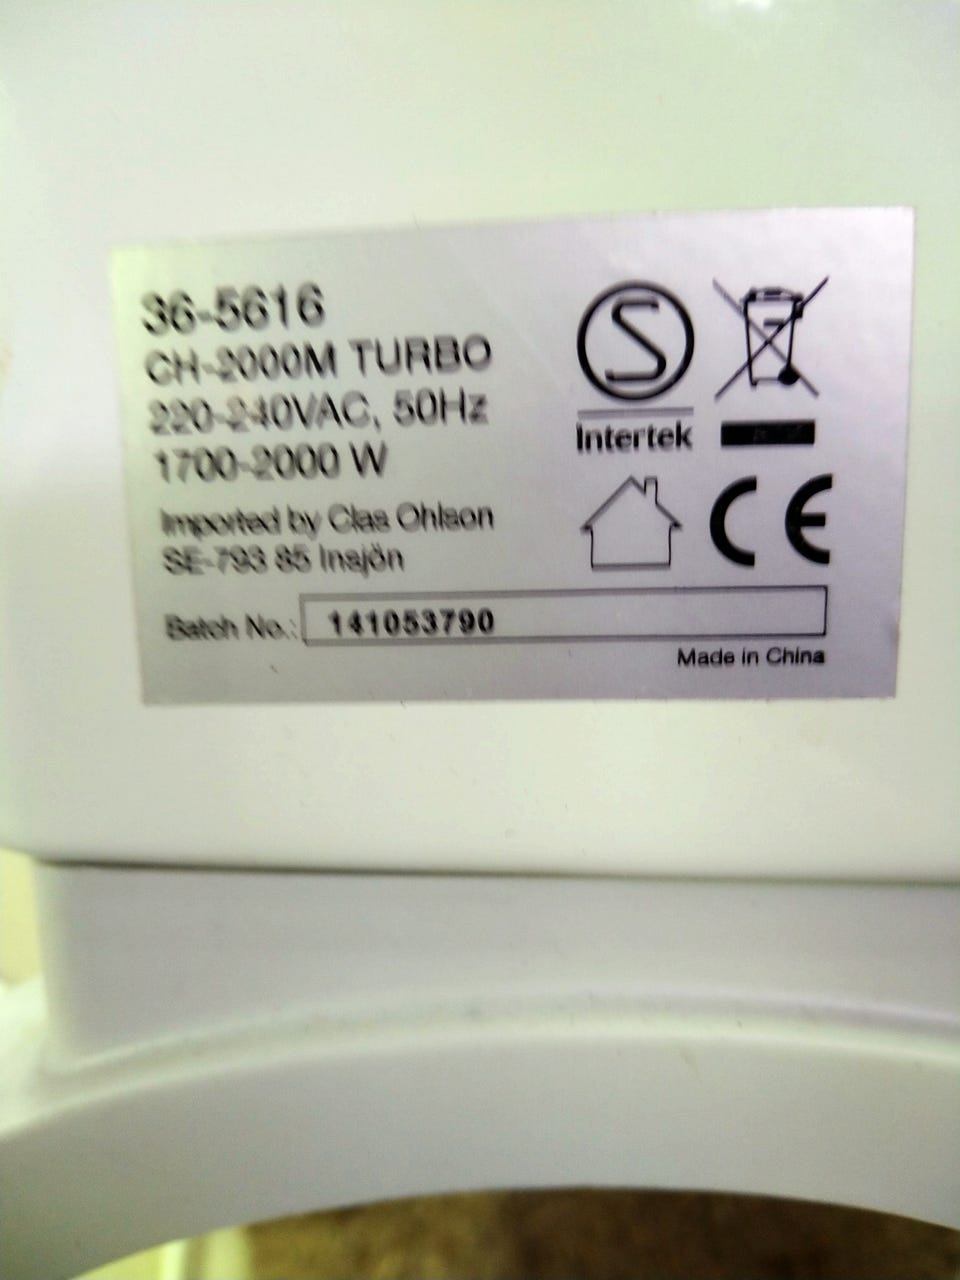 36-5616
CH-2000M TURBO
220-240VAC, 50Hz
1700-2000 W
Imported by Clas Ohlson
SE-793 85 Insjön
Batch No.: 141053790
S
Intertek
CE
Made in China